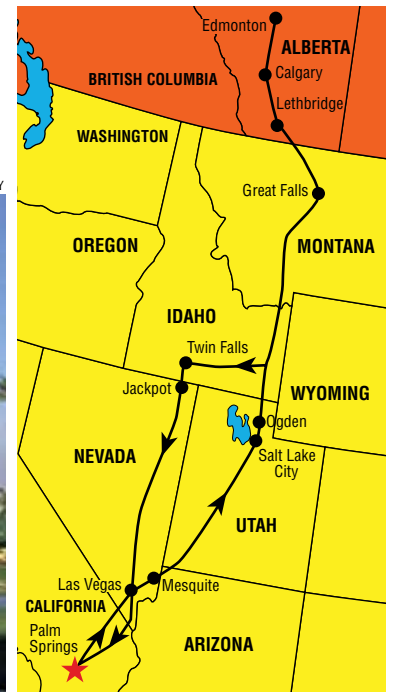 Edmonton
ALBERTA
BRITISH COLUMBIA
Calgary
Lethbridge
WASHINGTON
Y
Great Falls
OREGON
MONTANA
IDAHO
Twin Falls
Jackpot
WYOMING
Ogden
Salt Lake
City
NEVADA
UTAH
Las Vegas
Mesquite
CALIFORNIA
Palm
Springs
ARIZONA